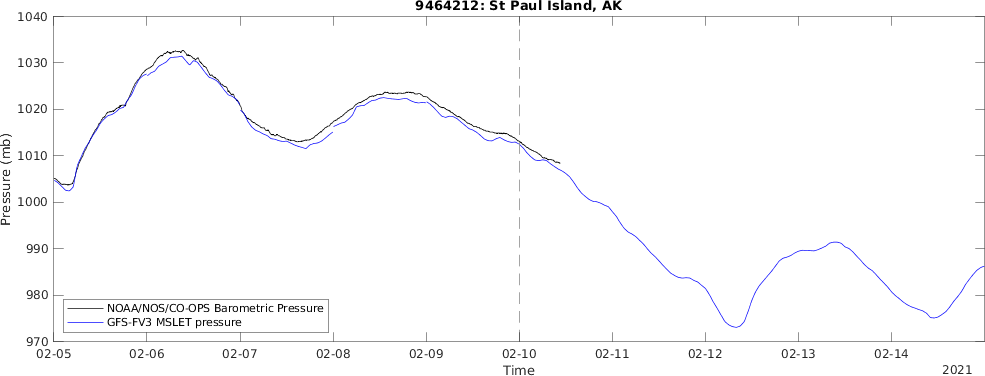 9464212: St Paul Island, AK
Pressure (mb)
1040
1030
1020
1010
1000
990
980
970
NOAA/NOS/CO-OPS Barometric Pressure
GFS-FV3 MSLET pressure
02-05 02-06 02-07 02-08 02-09 02-10 02-11 02-12 02-13 02-14
Time
2021